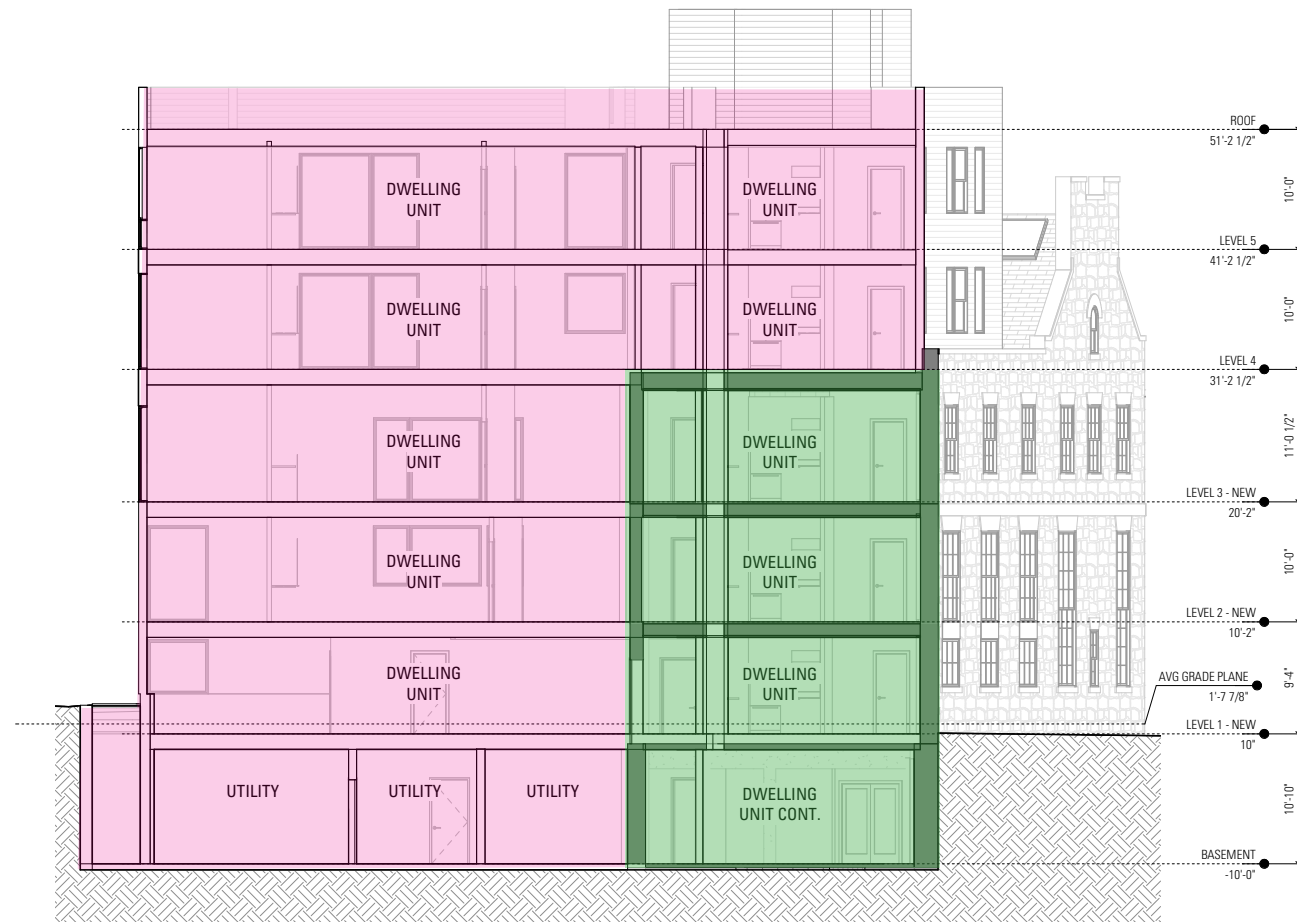 ROOF
51'-2 1/2"
10'-0"
DWELLING
UNIT
DWELLING
UNIT
LEVEL 5
41'-2 1/2"
10'-0"
DWELLING
UNIT
DWELLING
UNIT
LEVEL 4
31'-2 1/2"
11'-0 1/2"
DWELLING
UNIT
DWELLING
UNIT
LEVEL 3 - NEW
20'-2"
10'-0"
DWELLING
UNIT
DWELLING
UNIT
LEVEL 2 - NEW
10'-2"
9'-4"
DWELLING
UNIT
DWELLING
UNIT
AVG GRADE PLANE
1'-7 7/8"
LEVEL 1 - NEW
10"
10'-10"
UTILITY
UTILITY
UTILITY
DWELLING
UNIT CONT.
BASEMENT
-10'-0"